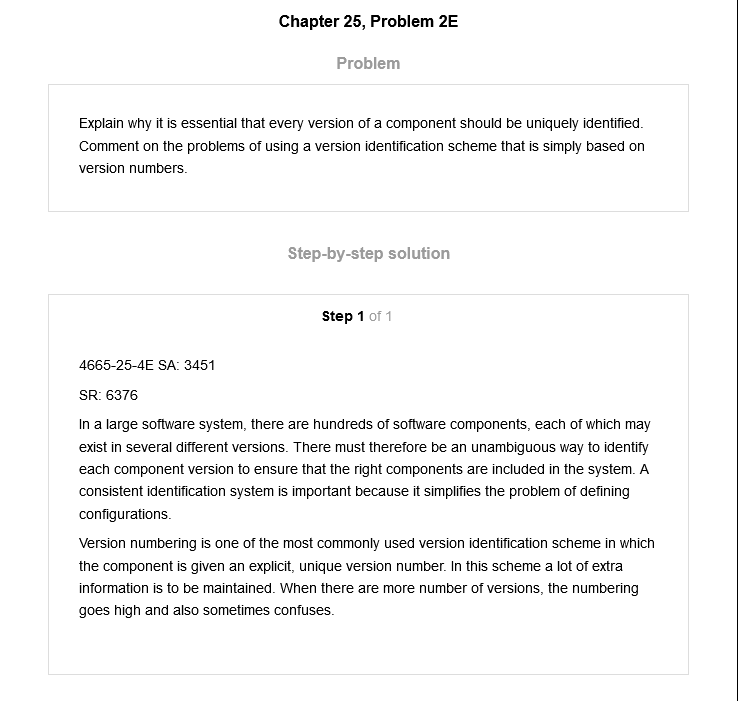 Chapter 25, Problem 2E
Problem
Explain why it is essential that every version of a component should be uniquely identified.
Comment on the problems of using a version identification scheme that is simply based on
version numbers.
Step-by-step solution
Step 1 of 1
4665-25-4E SA: 3451
SR: 6376
In a large software system, there are hundreds of software components, each of which may
exist in several different versions. There must therefore be an unambiguous way to identify
each component version to ensure that the right components are included in the system. A
consistent identification system is important because it simplifies the problem of defining
configurations.
Version numbering is one of the most commonly used version identification scheme in which
the component is given an explicit, unique version number. In this scheme a lot of extra
information is to be maintained. When there are more number of versions, the numbering
goes high and also sometimes confuses.